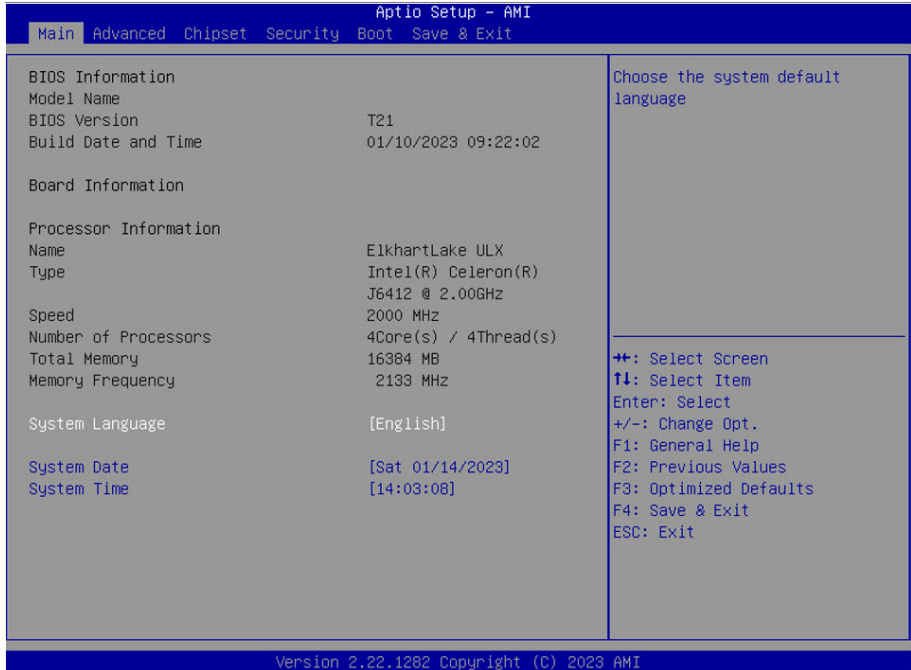 Aptio Setup – AMI
Main Advanced Chipset Security Boot Save & Exit
BIOS Information
Model Name
BIOS Version T21
Build Date and Time 01/10/2023 09:22:02
Board Information
Processor Information
Name ElkhartLake ULX
Type Intel(R) Celeron(R)
J6412 @ 2.00GHz
Speed 2000 MHz
Number of Processors 4Core(s) / 4Thread(s)
Total Memory 16384 MB
Memory Frequency 2133 MHz
System Language [English]
System Date [Sat 01/14/2023]
System Time [14:03:08]
Choose the system default
language
→←: Select Screen
↑↓: Select Item
Enter: Select
+/-: Change Opt.
F1: General Help
F2: Previous Values
F3: Optimized Defaults
F4: Save & Exit
ESC: Exit
Version 2.22.1282 Copyright (C) 2023 AMI